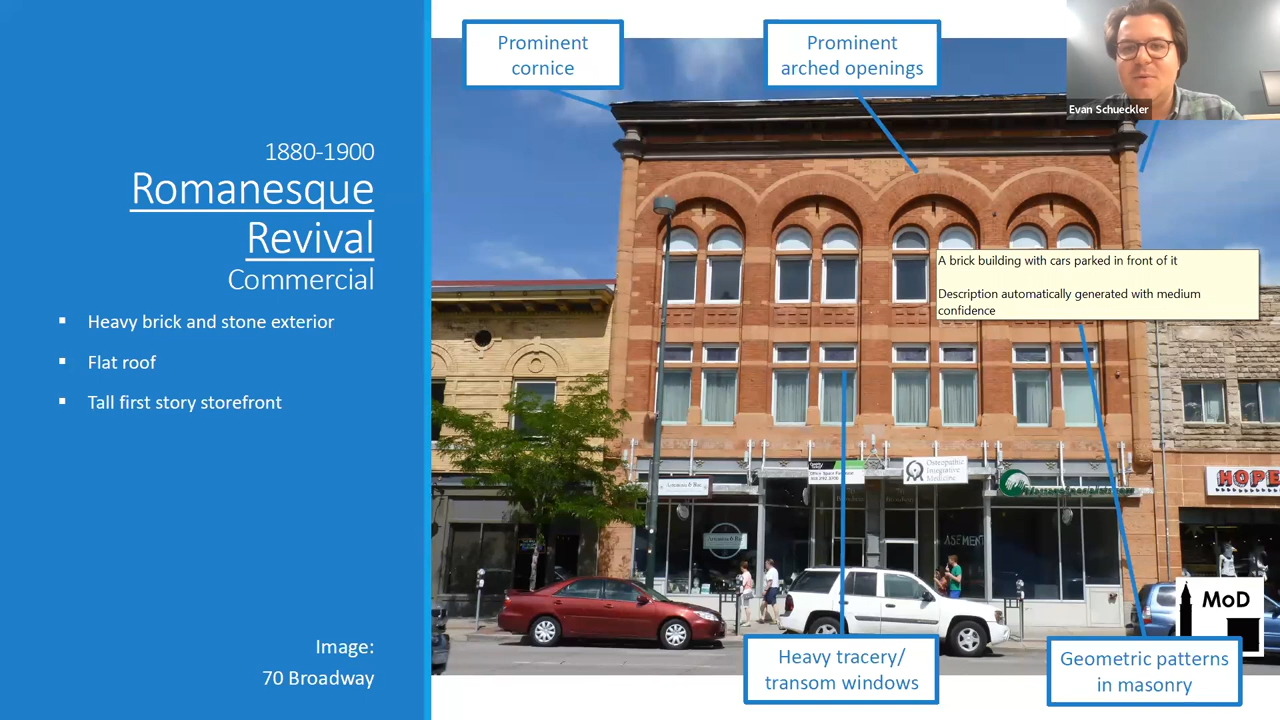 1880-1900
Romanesque
Revival
Commercial
▪ Heavy brick and stone exterior
▪ Flat roof
▪ Tall first story storefront
Image:
70 Broadway
Prominent
cornice
Prominent
arched openings
Evan Schueckler
A brick building with cars parked in front of it
Description automatically generated with medium
confidence
Osteopathic
Integrative
Medicine
ASEMENT
HOPE
MoD
Heavy tracery/
transom windows
Geometric patterns
in masonry